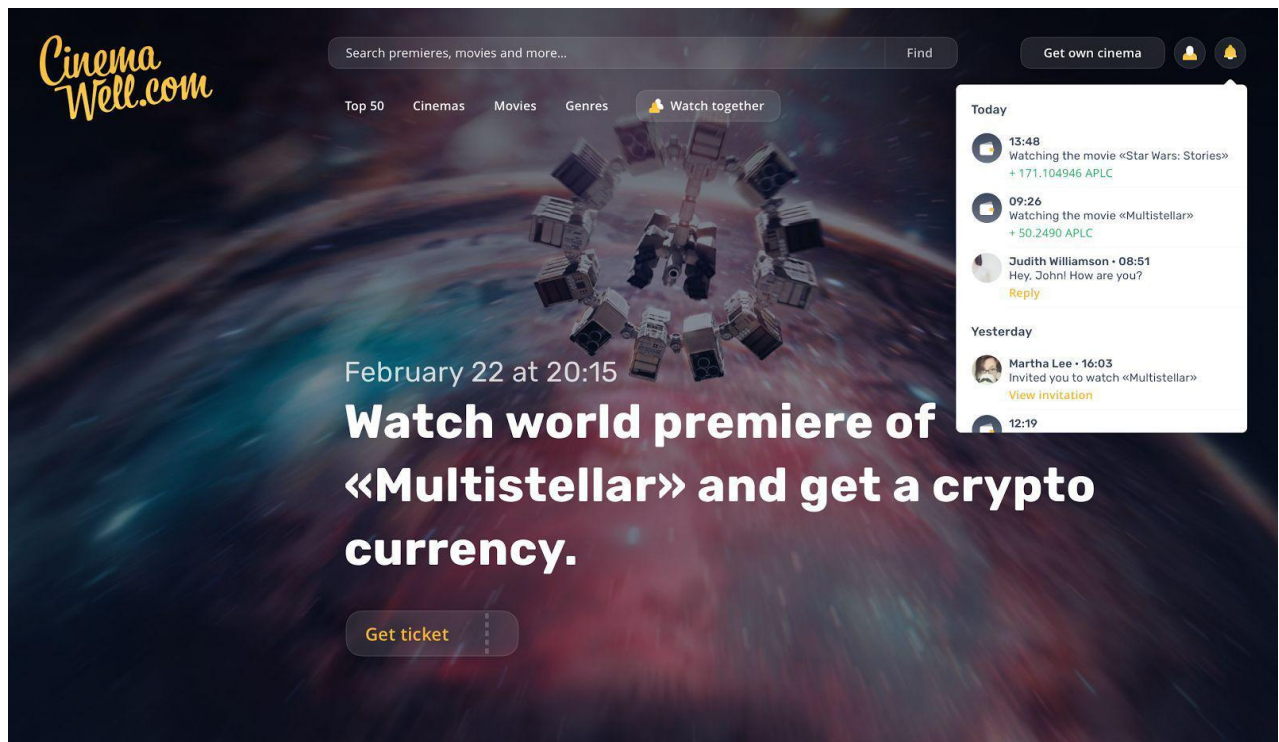 Cinema
Well.com
Search premieres, movies and more...
Find
Get own cinema
Top 50
Cinemas
Movies
Genres
Watch together
Today
13:48
Watching the movie «Star Wars: Stories»
+ 171.104946 APLC
09:26
Watching the movie «Multistellar»
+ 50.2490 APLC
Judith Williamson • 08:51
Hey, John! How are you?
Reply
Yesterday
Martha Lee • 16:03
Invited you to watch «Multistellar»
View invitation
12:19
February 22 at 20:15
Watch world premiere of
«Multistellar» and get a crypto
currency.
Get ticket